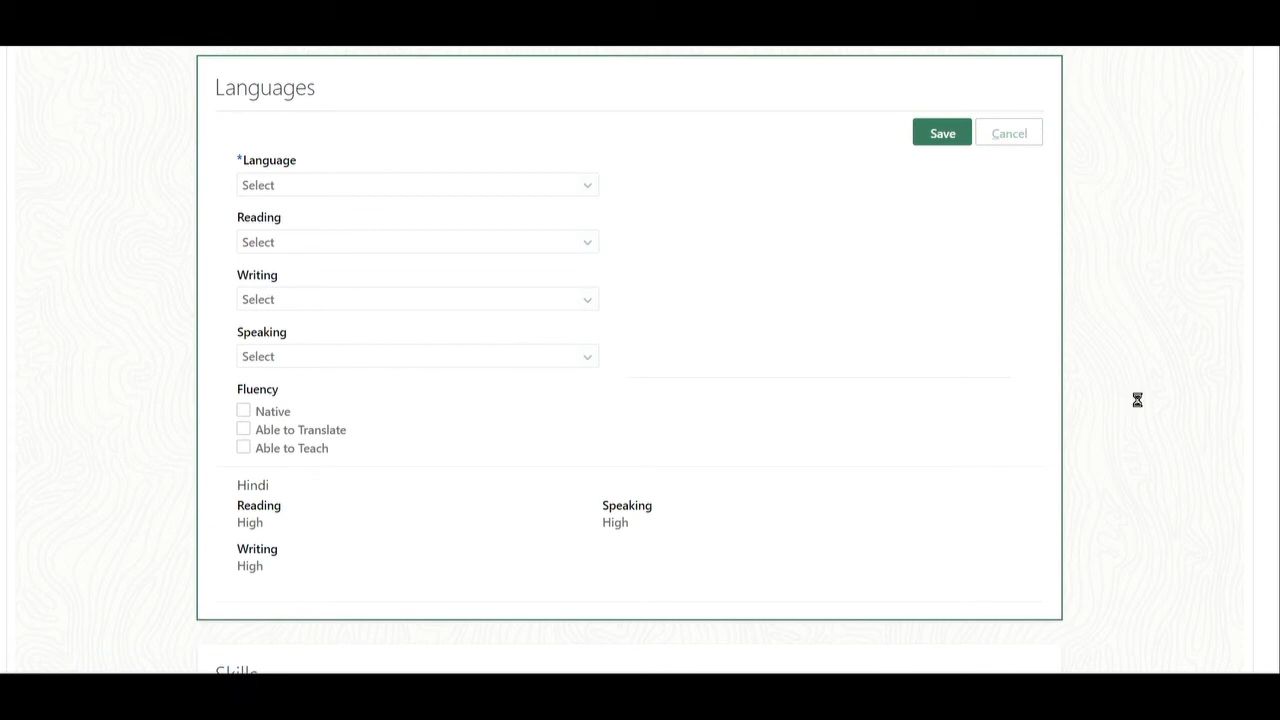 Languages
Save Cancel
*Language
Select
Reading
Select
Writing
Select
Speaking
Select
Fluency
Native
Able to Translate
Able to Teach
Hindi
Reading Speaking
High High
Writing
High
Skills